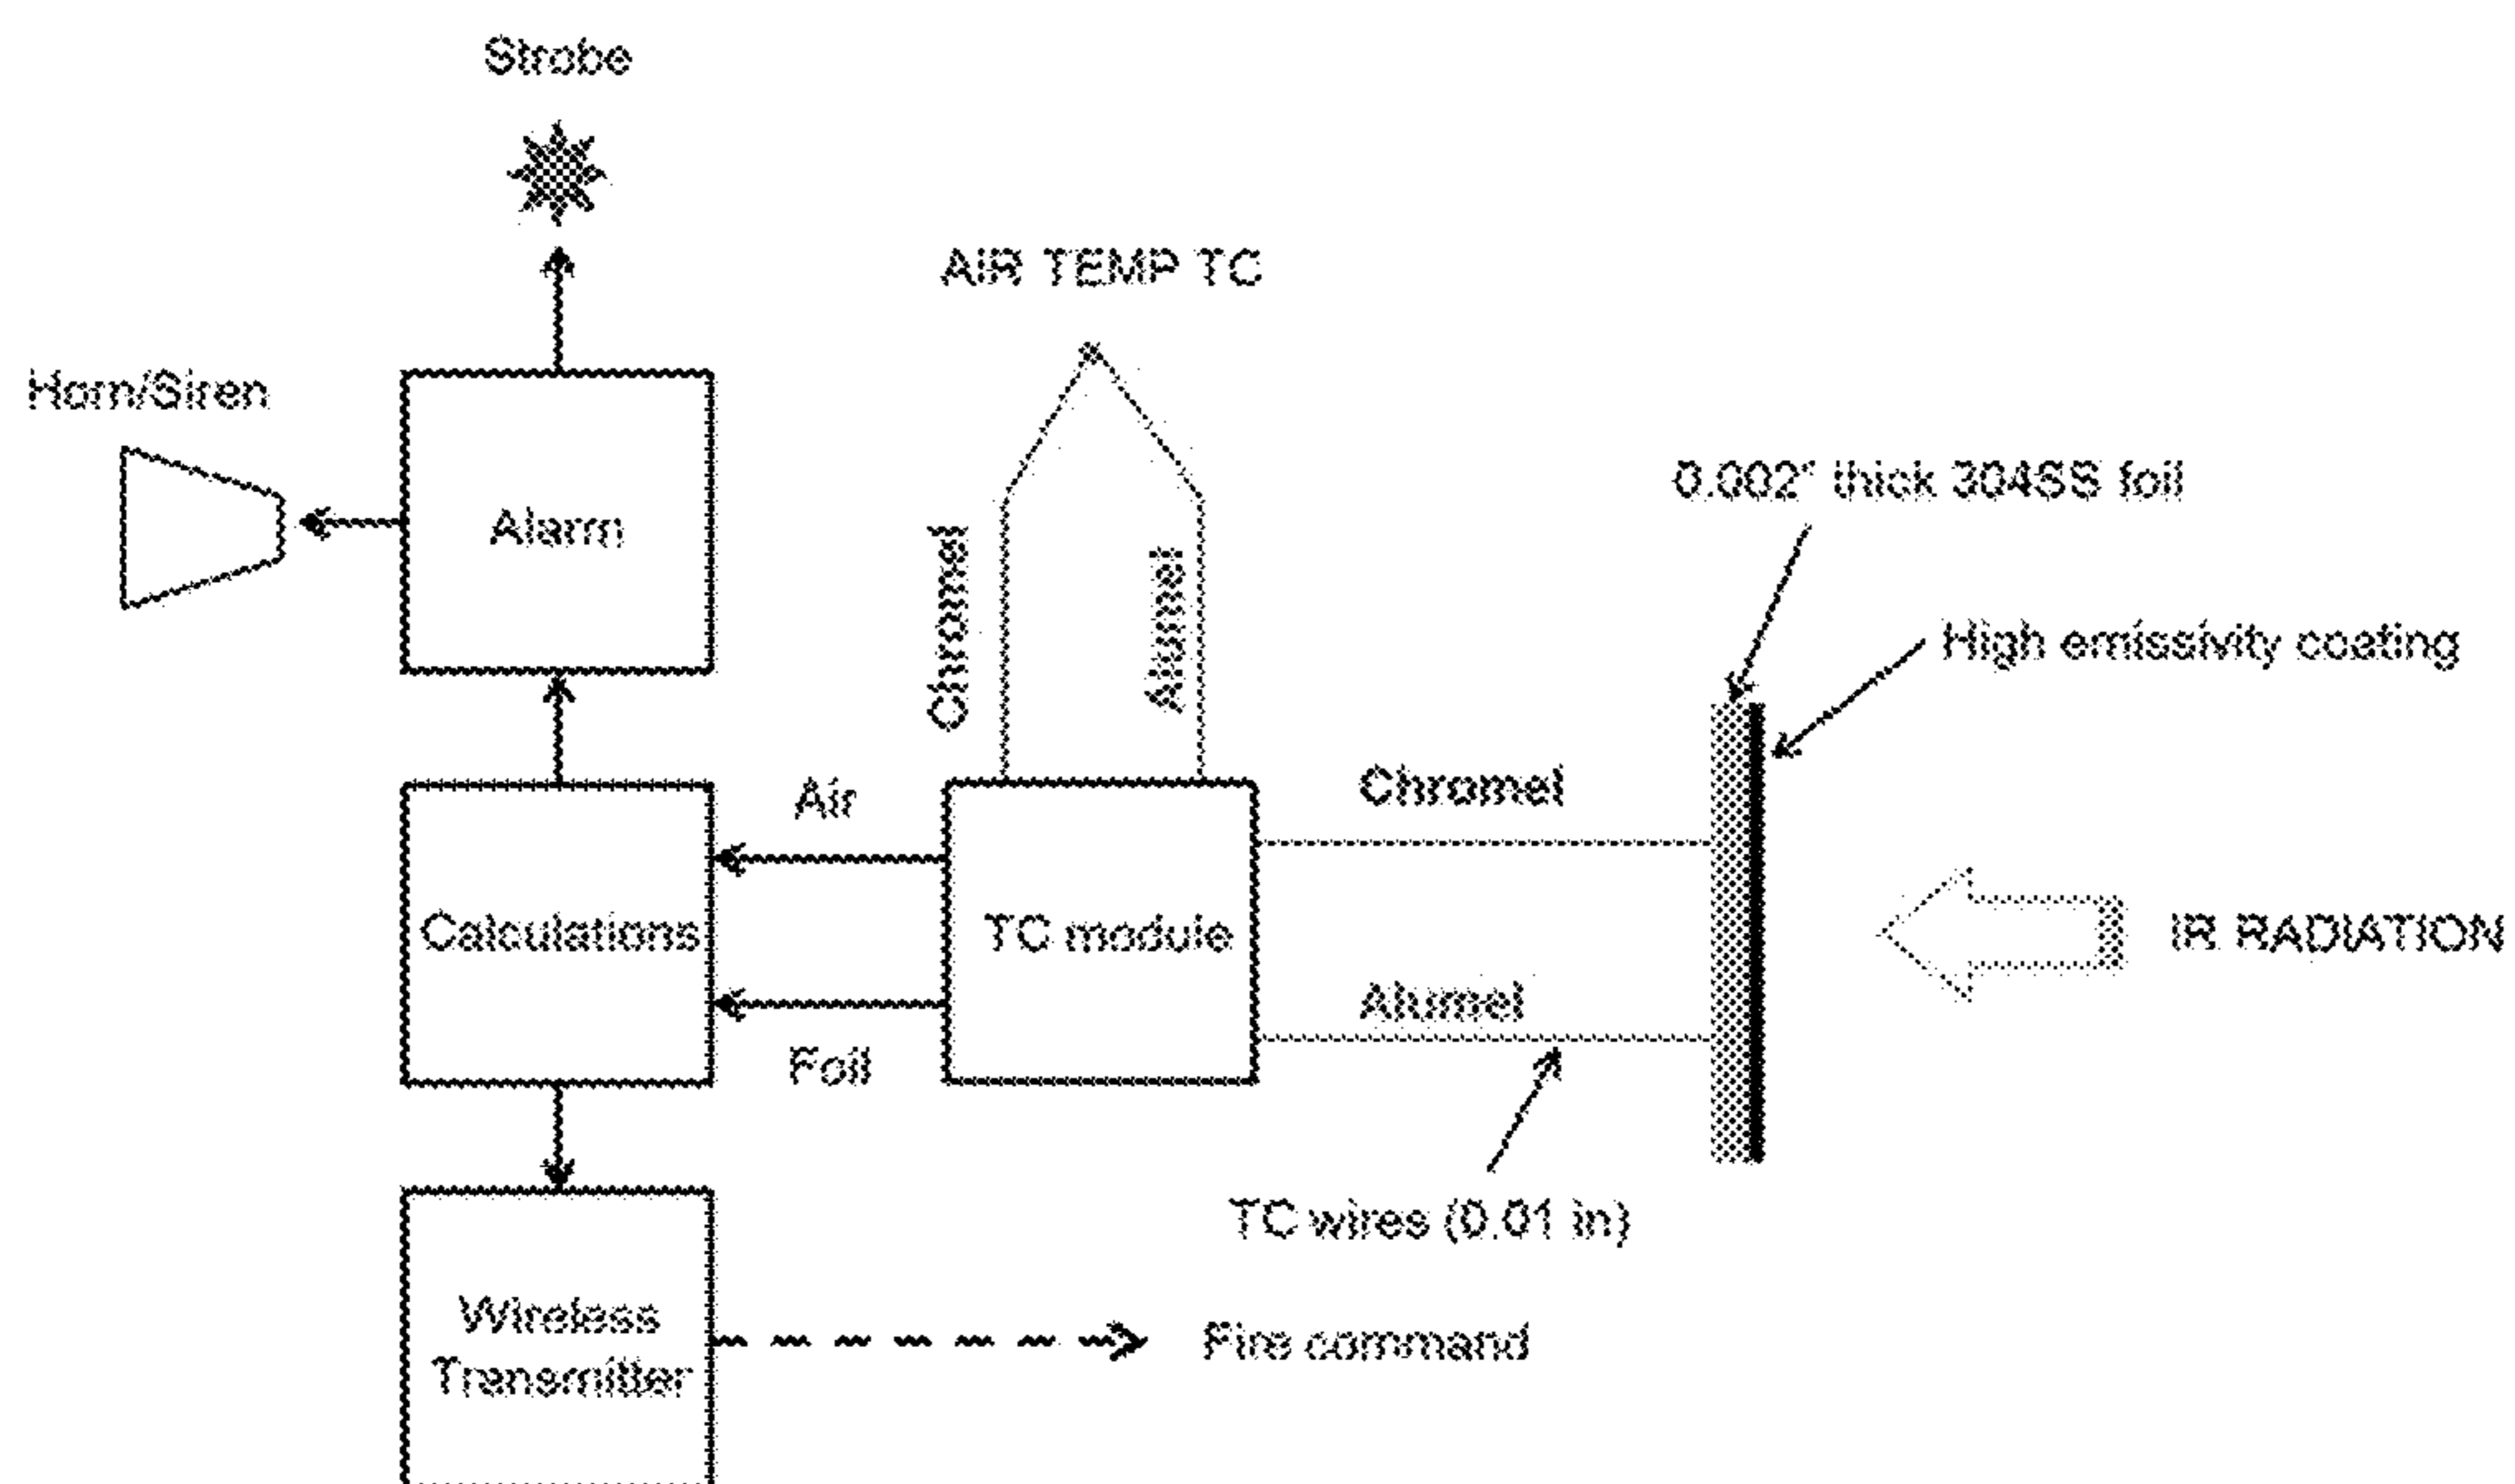 Strobe
AIR TEMP TC
Horn/Siren
Alarm
0.002" thick 304SS foil
Chromel
Alumel
High emissivity coating
Air
Chromel
Calculations
TC module
IR RADIATION
Alumel
Foil
TC wires (0.01 in)
Wireless
Transmitter
Fire command